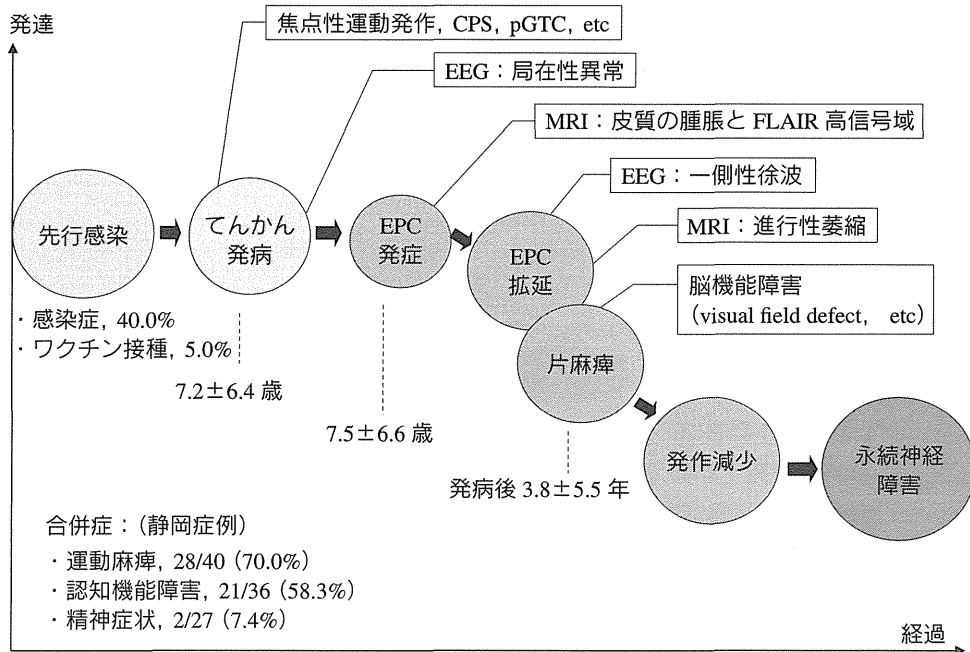 発達
焦点性運動発作, CPS, pGTC, etc
EEG：局在性異常
MRI：皮質の腫脹と FLAIR 高信号域
EEG：一側性徐波
MRI：進行性萎縮
脳機能障害
（visual field defect, etc）
先行感染
てんかん
発病
EPC
発症
EPC
拡延
片麻痺
発作減少
永続神経
障害
・感染症, 40.0%
・ワクチン接種, 5.0%
7.2±6.4 歳
7.5±6.6 歳
発病後 3.8±5.5 年
合併症：（静岡症例）
・運動麻痺, 28/40（70.0%）
・認知機能障害, 21/36（58.3%）
・精神症状, 2/27（7.4%）
経過